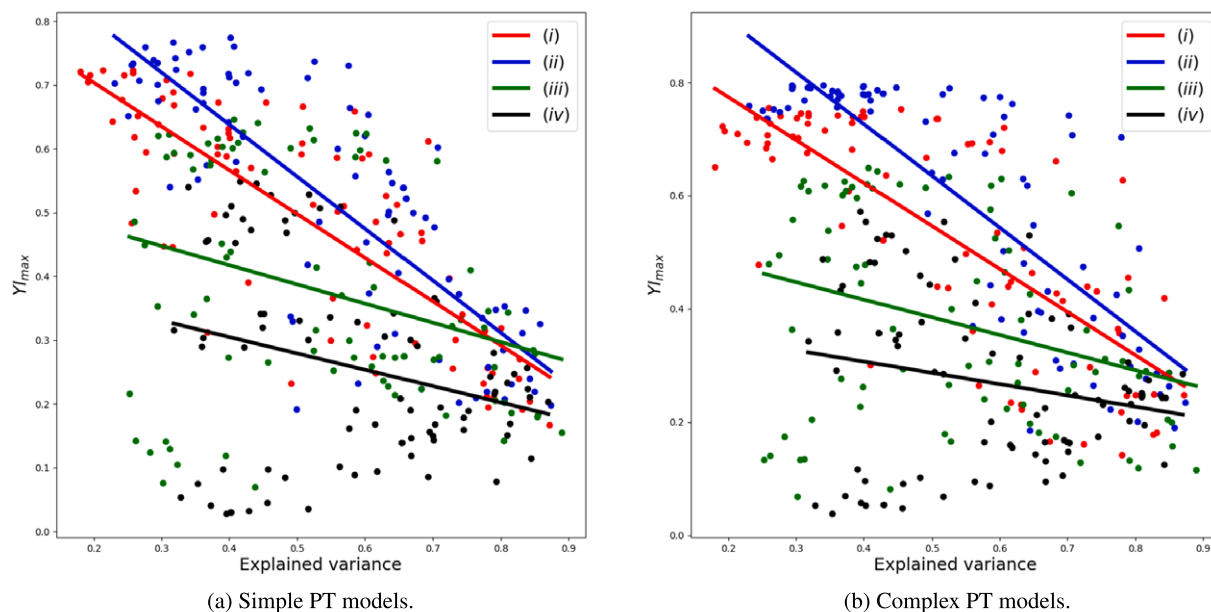 0.8
0.7
0.6
0.5
0.4
0.3
0.2
0.1
0.0
YI_max
0.2 0.3 0.4 0.5 0.6 0.7 0.8 0.9
Explained variance
(i)
(ii)
(iii)
(iv)
(a) Simple PT models.
0.8
0.6
0.4
0.2
0.0
YI_max
0.2 0.3 0.4 0.5 0.6 0.7 0.8 0.9
Explained variance
(i)
(ii)
(iii)
(iv)
(b) Complex PT models.